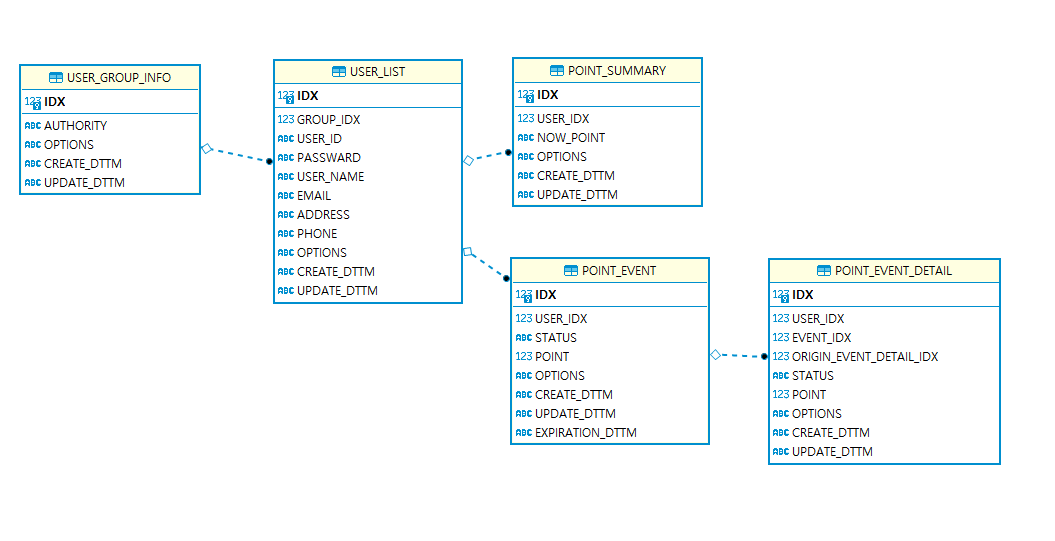 USER_GROUP_INFO
123 IDX
ABC AUTHORITY
ABC OPTIONS
ABC CREATE_DTTM
ABC UPDATE_DTTM
USER_LIST
123 IDX
123 GROUP_IDX
ABC USER_ID
ABC PASSWARD
ABC USER_NAME
ABC EMAIL
ABC ADDRESS
ABC PHONE
ABC OPTIONS
ABC CREATE_DTTM
ABC UPDATE_DTTM
POINT_SUMMARY
123 IDX
123 USER_IDX
ABC NOW_POINT
ABC OPTIONS
ABC CREATE_DTTM
ABC UPDATE_DTTM
POINT_EVENT
123 IDX
123 USER_IDX
ABC STATUS
123 POINT
ABC OPTIONS
ABC CREATE_DTTM
ABC UPDATE_DTTM
ABC EXPIRATION_DTTM
POINT_EVENT_DETAIL
123 IDX
123 USER_IDX
123 EVENT_IDX
123 ORIGIN_EVENT_DETAIL_IDX
ABC STATUS
123 POINT
ABC OPTIONS
ABC CREATE_DTTM
ABC UPDATE_DTTM